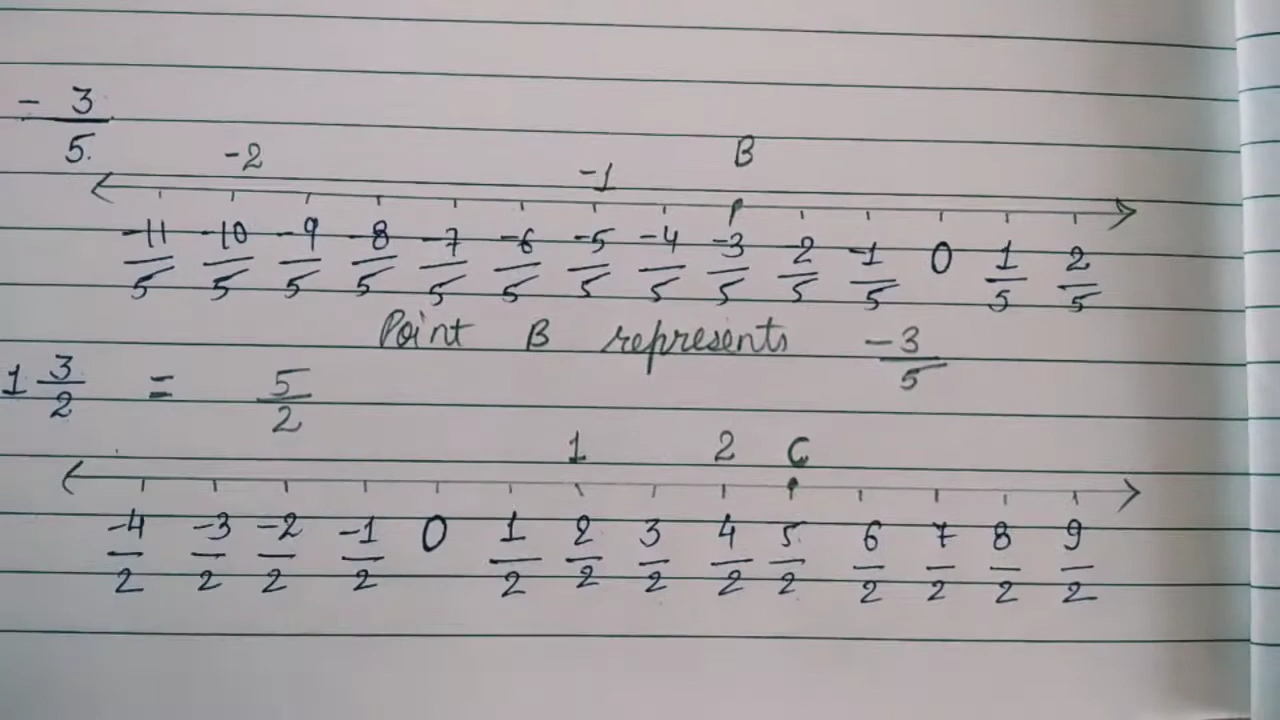 - 3
5.
-2 -1 B
-11 -10 -9 -8 -7 -6 -5 -4 -3 -2 -1 0 1 2
5 5 5 5 5 5 5 5 5 5 5 5 5
Point B represents -3/5
1 3/2 = 5/2
1 2 C
-4 -3 -2 -1 0 1 2 3 4 5 6 7 8 9
2 2 2 2 2 2 2 2 2 2 2 2 2